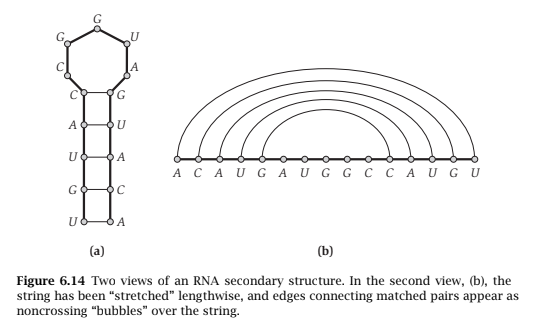 G
G
U
C
A
C
G
A
U
U
A
G
C
U
A
A C A U G A U G G C C A U G U
(a)
(b)
Figure 6.14 Two views of an RNA secondary structure. In the second view, (b), the
string has been “stretched” lengthwise, and edges connecting matched pairs appear as
noncrossing “bubbles” over the string.